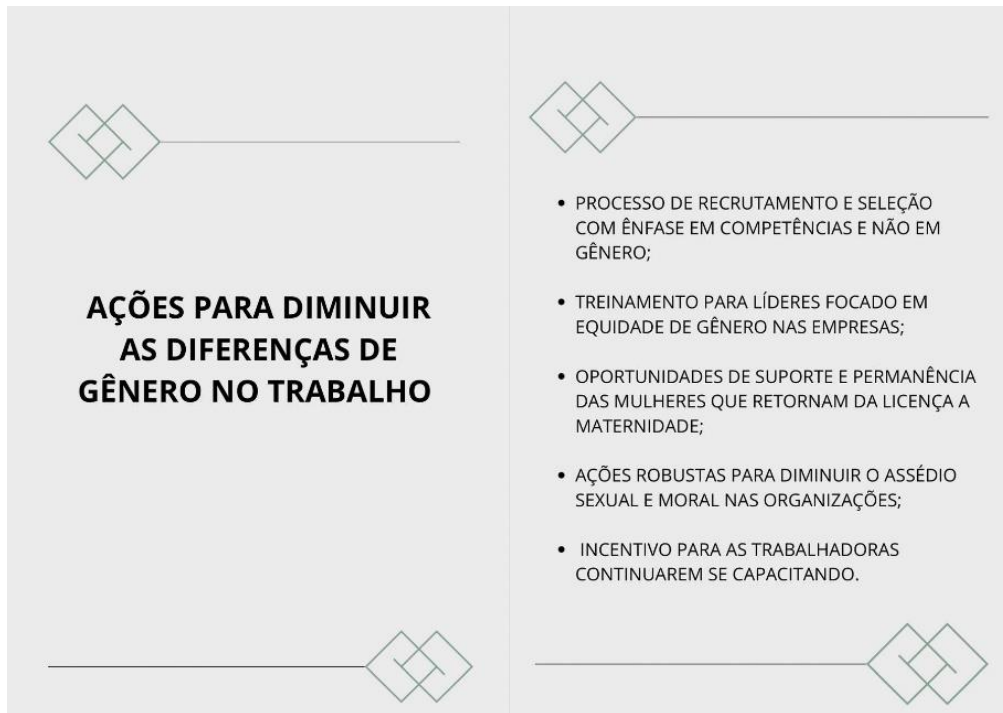 AÇÕES PARA DIMINUIR
AS DIFERENÇAS DE
GÊNERO NO TRABALHO
• PROCESSO DE RECRUTAMENTO E SELEÇÃO
COM ÊNFASE EM COMPETÊNCIAS E NÃO EM
GÊNERO;
• TREINAMENTO PARA LÍDERES FOCADO EM
EQUIDADE DE GÊNERO NAS EMPRESAS;
• OPORTUNIDADES DE SUPORTE E PERMANÊNCIA
DAS MULHERES QUE RETORNAM DA LICENÇA A
MATERNIDADE;
• AÇÕES ROBUSTAS PARA DIMINUIR O ASSÉDIO
SEXUAL E MORAL NAS ORGANIZAÇÕES;
• INCENTIVO PARA AS TRABALHADORAS
CONTINUAREM SE CAPACITANDO.